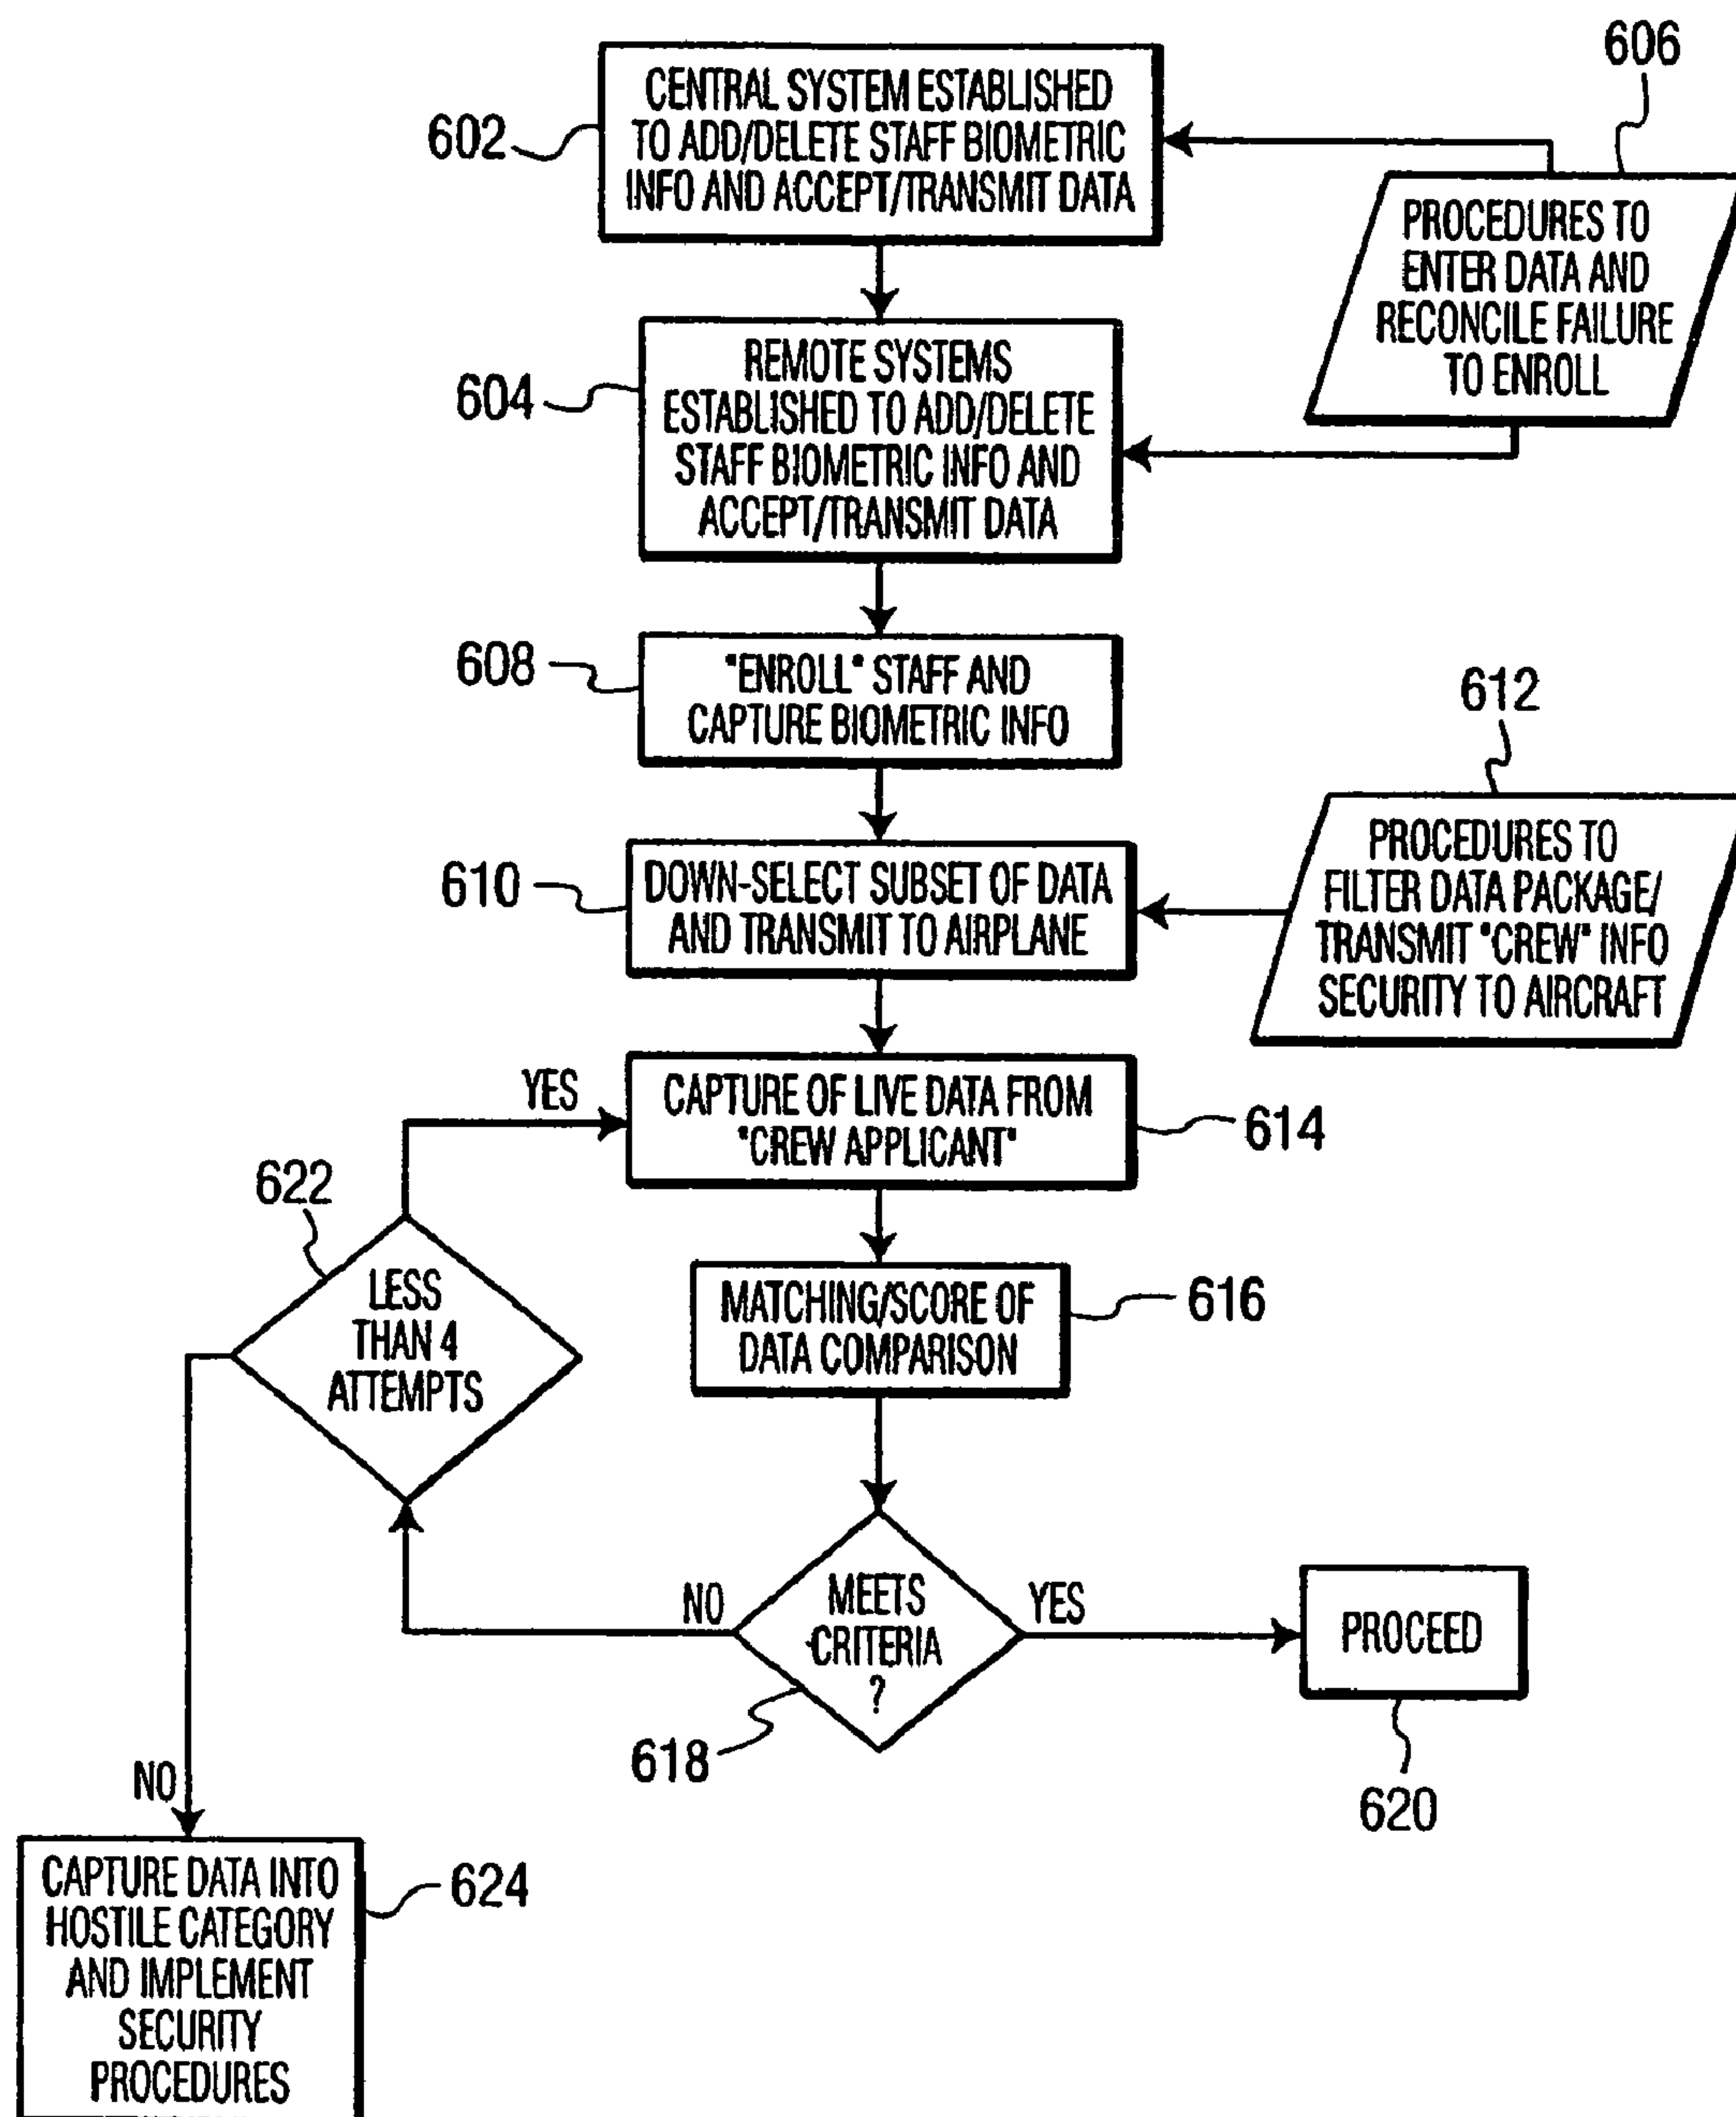 606
602
CENTRAL SYSTEM ESTABLISHED
TO ADD/DELETE STAFF BIOMETRIC
INFO AND ACCEPT/TRANSMIT DATA
PROCEDURES TO
ENTER DATA AND
RECONCILE FAILURE
TO ENROLL
604
REMOTE SYSTEMS
ESTABLISHED TO ADD/DELETE
STAFF BIOMETRIC INFO AND
ACCEPT/TRANSMIT DATA
608
"ENROLL" STAFF AND
CAPTURE BIOMETRIC INFO
612
610
DOWN-SELECT SUBSET OF DATA
AND TRANSMIT TO AIRPLANE
PROCEDURES TO
FILTER DATA PACKAGE/
TRANSMIT "CREW" INFO
SECURITY TO AIRCRAFT
YES
CAPTURE OF LIVE DATA FROM
"CREW APPLICANT"
614
622
LESS
THAN 4
ATTEMPTS
MATCHING/SCORE OF
DATA COMPARISON
616
NO
MEETS
CRITERIA
?
YES
PROCEED
618
620
NO
CAPTURE DATA INTO
HOSTILE CATEGORY
AND IMPLEMENT
SECURITY
PROCEDURES
624